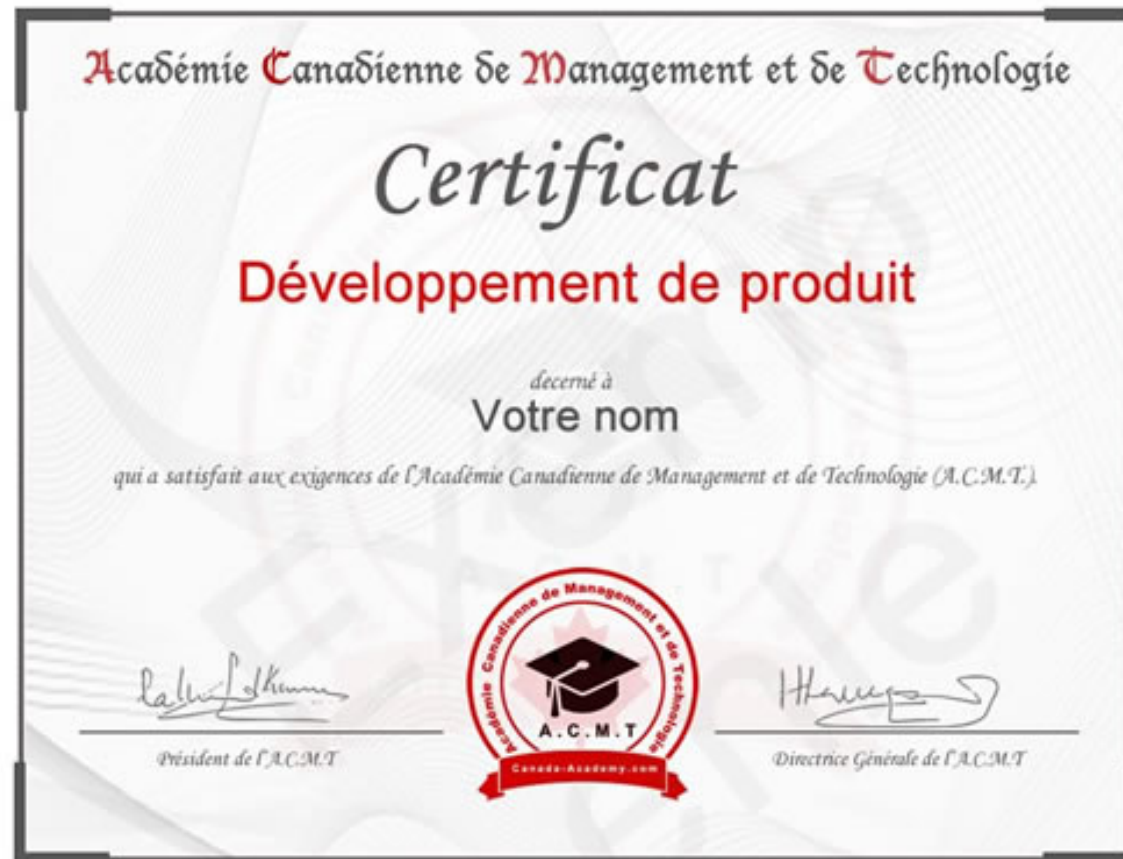 Académie Canadienne de Management et de Technologie
Certificat
Développement de produit
decerné à
Votre nom
qui a satisfait aux exigences de l'Académie Canadienne de Management et de Technologie (A.C.M.T.).
Académie Canadienne de Management et de Technologie
A.C.M.T
Canada-Academy.com
Président de l'A.C.M.T
Directrice Générale de l'A.C.M.T